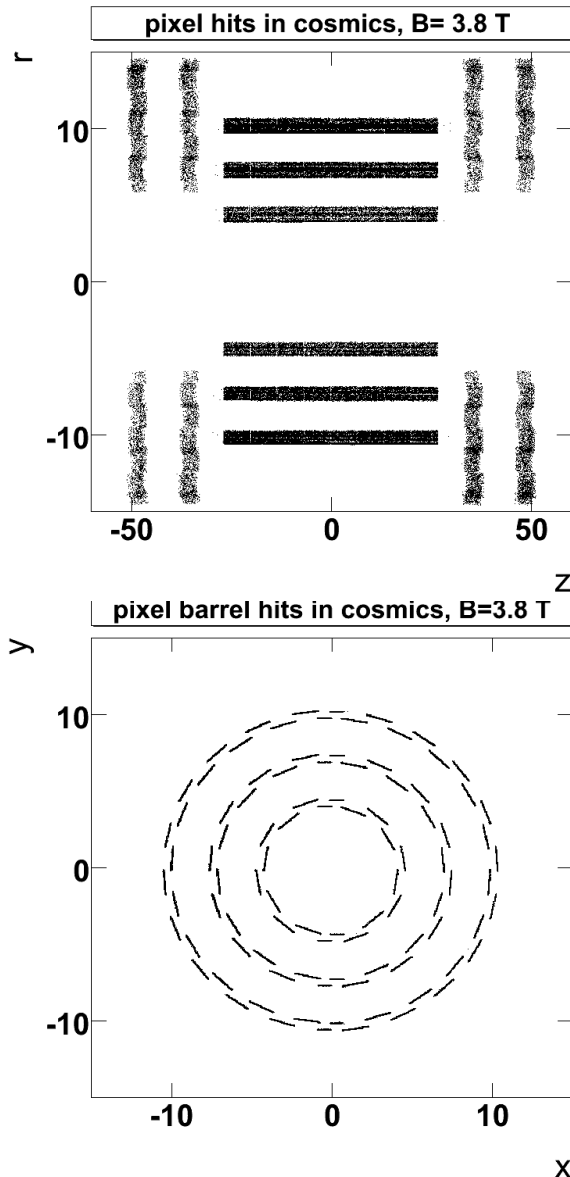 pixel hits in cosmics, B= 3.8 T
r
10
0
-10
-50 0 50
z
pixel barrel hits in cosmics, B=3.8 T
y
10
0
-10
-10 0 10
x